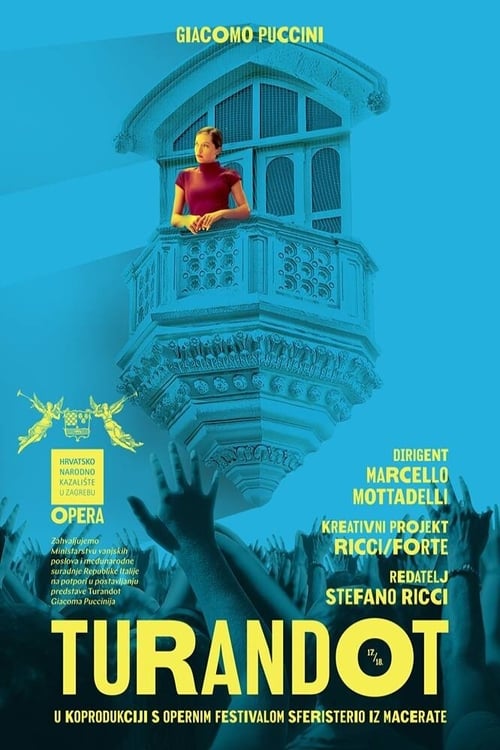 GIACOMO PUCCINI
HRVATSKO
NARODNO
KAZALIŠTE
U ZAGREBU
OPERA
Zahvaljujemo
Ministarstvu vanjskih
poslova i međunarodne
suradnje Republike Italije
na potpori u postavljanju
predstave Turandot
Giacoma Puccinija
DIRIGENT
MARCELLO
MOTTADELLI
KREATIVNI PROJEKT
RICCI/FORTE
REDATELJ
STEFANO RICCI
TURANDOT
17/18.
U KOPRODUKCIJI S OPERNIM FESTIVALOM SFERISTERIO IZ MACERATE